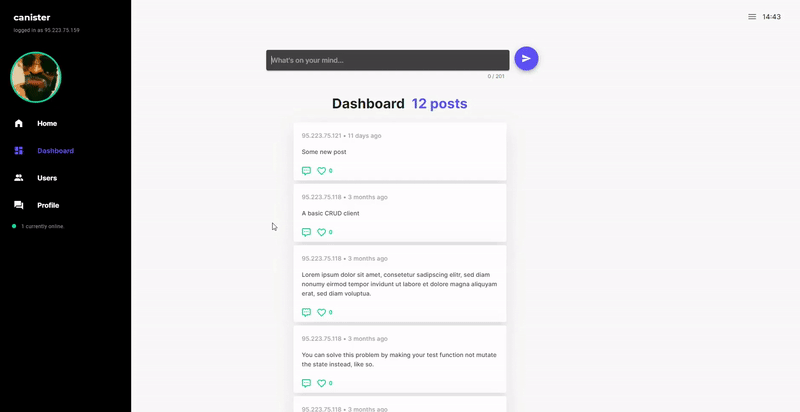 canister
logged in as 95.223.75.159
Home
Dashboard
Users
Profile
1 currently online.
14:43
What's on your mind...
0 / 201
Dashboard 12 posts
95.223.75.121 • 11 days ago
Some new post
0
95.223.75.118 • 3 months ago
A basic CRUD client
0
95.223.75.118 • 3 months ago
Lorem ipsum dolor sit amet, consetetur sadipscing elitr, sed diam
nonumy eirmod tempor invidunt ut labore et dolore magna aliquyam
erat, sed diam voluptua.
0
95.223.75.118 • 3 months ago
You can solve this problem by making your test function not mutate
the state instead, like so.
0
95.223.75.118 • 3 months ago